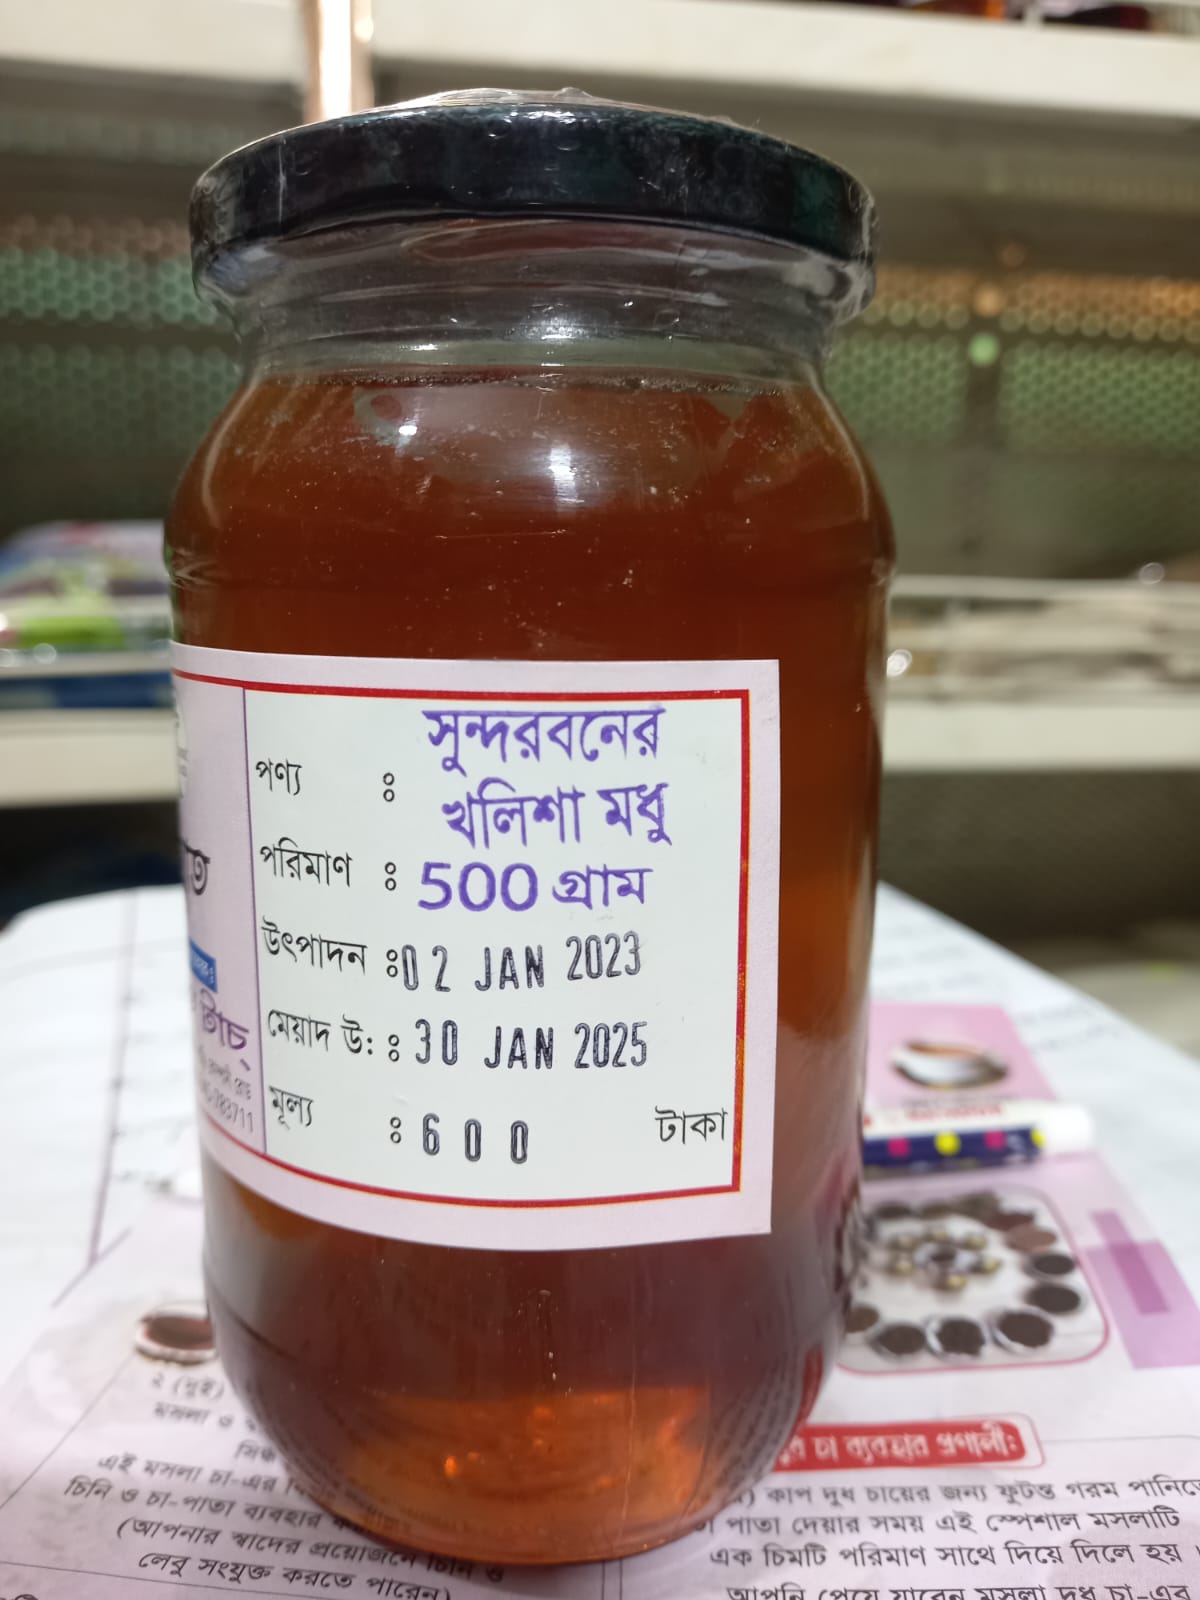 পণ্য : সুন্দরবনের
খলিশা মধু
পরিমাণ : 500 গ্রাম
উৎপাদন : 02 JAN 2023
মেয়াদ উ: : 30 JAN 2025
মূল্য : 600 টাকা
ত
টাচ্
783711
২ (দুই)
মসলা ও
এই মসলা চা-এর
চিনি ও চা-পাতা ব্যবহার
(আপনার স্বাদের প্রয়োজনে চিনি ও
লেবু সংযুক্ত করতে পারেন)
চা ব্যবহার প্রণালী:
কাপ দুধ চায়ের জন্য ফুটন্ত গরম পানিতে
পাতা দেয়ার সময় এই স্পেশাল মসলাটি
এক চিমটি পরিমাণ সাথে দিয়ে দিলে হয়
আপনি পেয়ে যাবেন মসলা দুধ চা-এর